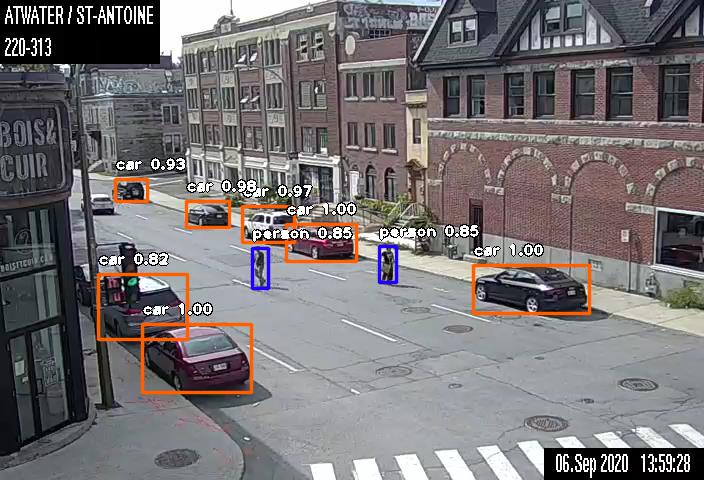 ATWATER / ST-ANTOINE
220-313
BOIS&
CUIR
car 0.93
car 0.98
car 0.97
car 1.00
person 0.85
person 0.85
car 1.00
car 0.82
car 1.00
06.Sep 2020 13:59:28